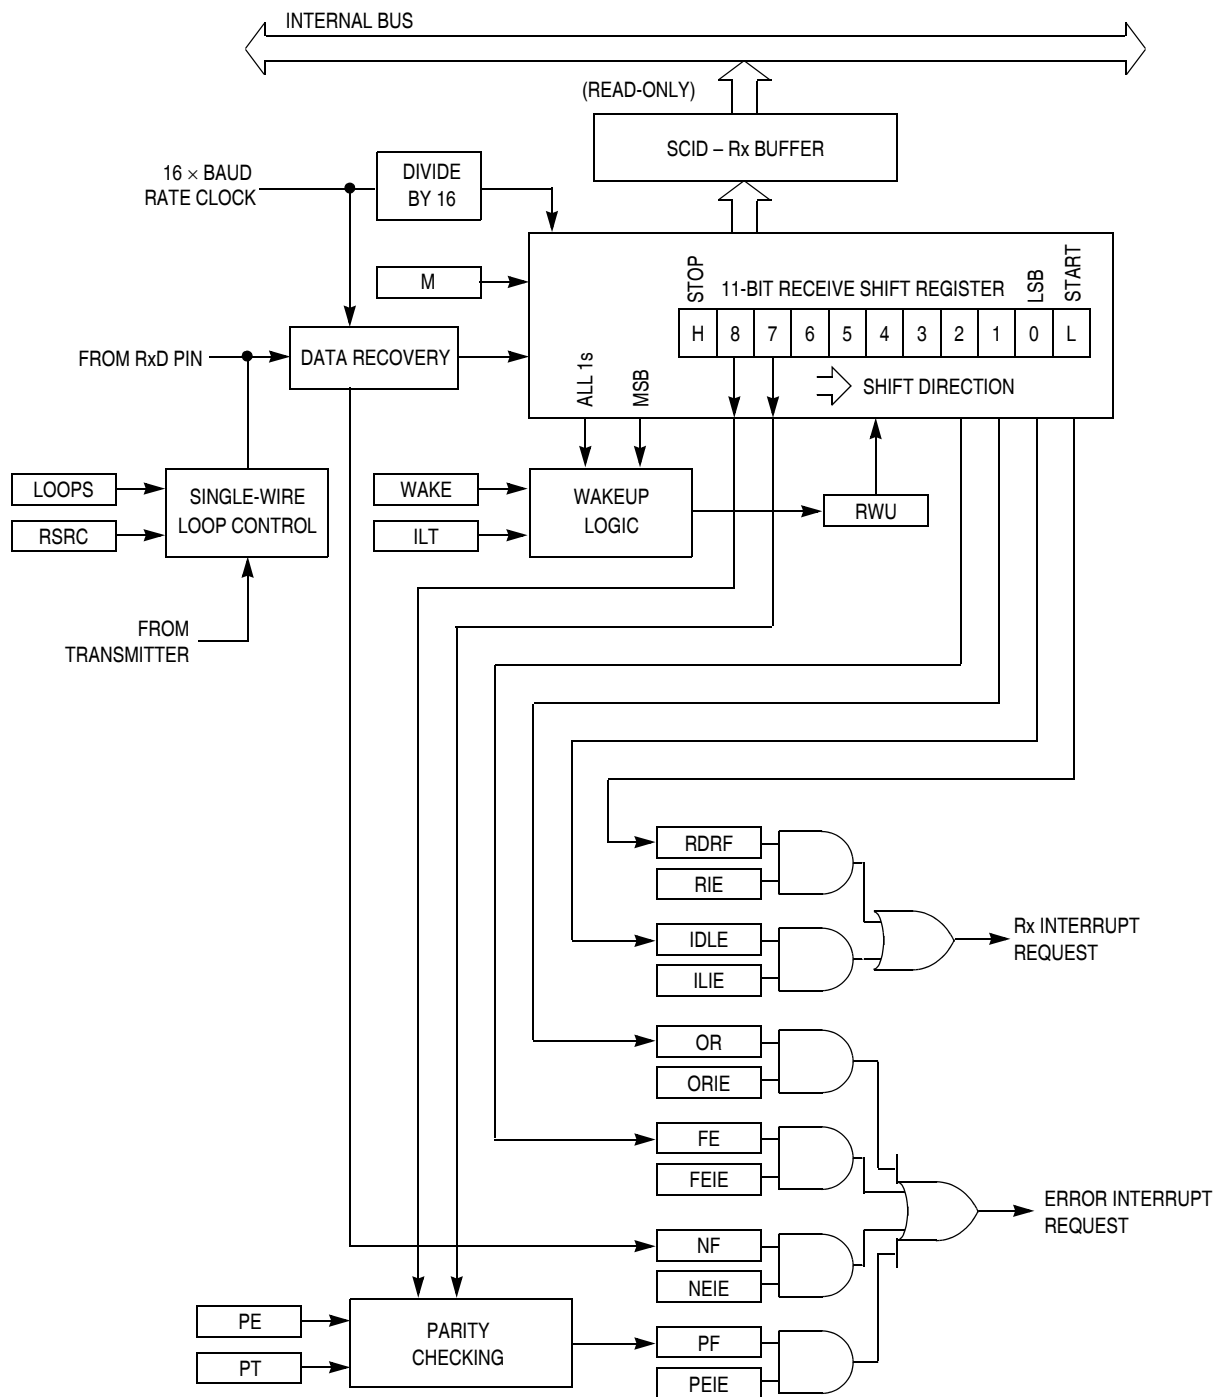 INTERNAL BUS
(READ-ONLY)
SCID – Rx BUFFER
16 × BAUD
RATE CLOCK
DIVIDE
BY 16
M
STOP
11-BIT RECEIVE SHIFT REGISTER
LSB
START
H 8 7 6 5 4 3 2 1 0 L
FROM RxD PIN
DATA RECOVERY
ALL 1s
MSB
SHIFT DIRECTION
LOOPS
RSRC
SINGLE-WIRE
LOOP CONTROL
WAKE
ILT
WAKEUP
LOGIC
RWU
FROM
TRANSMITTER
RDRF
RIE
IDLE
ILIE
Rx INTERRUPT
REQUEST
OR
ORIE
FE
FEIE
ERROR INTERRUPT
REQUEST
NF
NEIE
PE
PT
PARITY
CHECKING
PF
PEIE